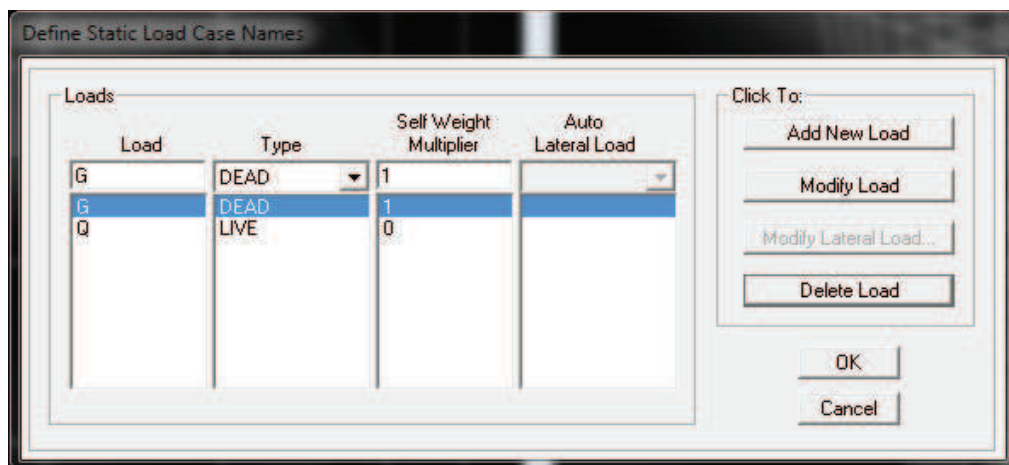 Define Static Load Case Names
Loads
Load Type Self Weight Multiplier Auto Lateral Load
G DEAD 1
G DEAD 1
Q LIVE 0
Click To:
Add New Load
Modify Load
Modify Lateral Load...
Delete Load
OK
Cancel